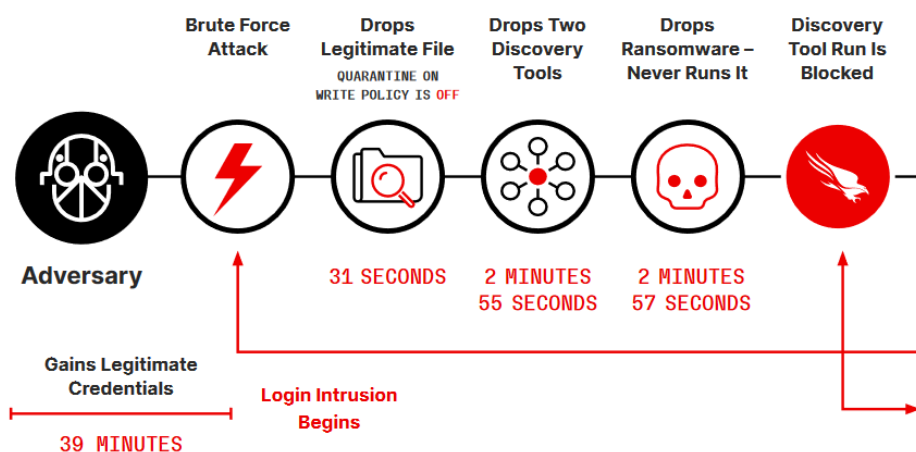 Brute Force
Attack
Drops
Legitimate File
QUARANTINE ON
WRITE POLICY IS OFF
Drops Two
Discovery
Tools
Drops
Ransomware –
Never Runs It
Discovery
Tool Run Is
Blocked
Adversary
31 SECONDS
2 MINUTES
55 SECONDS
2 MINUTES
57 SECONDS
Gains Legitimate
Credentials
39 MINUTES
Login Intrusion
Begins